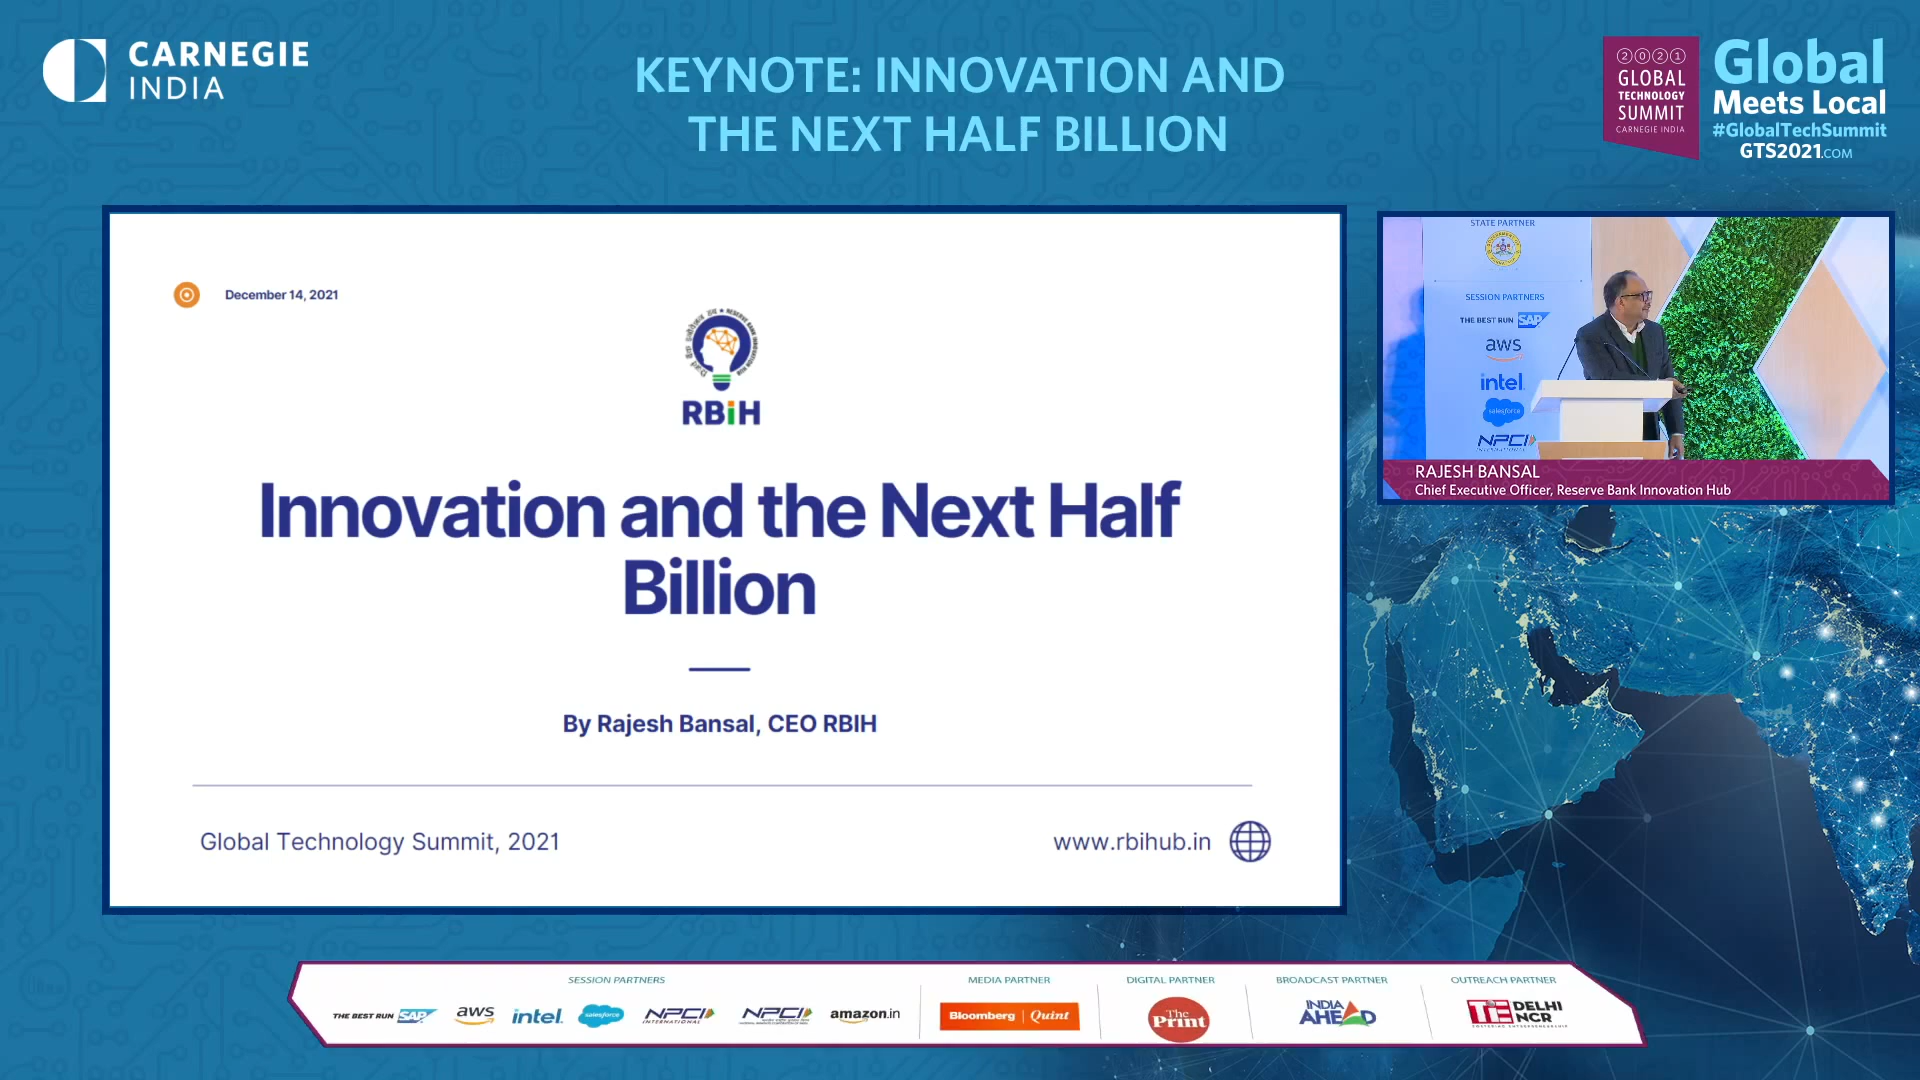 CARNEGIE
INDIA
KEYNOTE: INNOVATION AND
THE NEXT HALF BILLION
2021
GLOBAL
TECHNOLOGY
SUMMIT
CARNEGIE INDIA
Global
Meets Local
#GlobalTechSummit
GTS2021.COM
December 14, 2021
RBiH
Innovation and the Next Half
Billion
By Rajesh Bansal, CEO RBIH
Global Technology Summit, 2021
www.rbihub.in
STATE PARTNER
SESSION PARTNERS
THE BEST RUN SAP
aws
intel
salesforce
NPCI
INTERNATIONAL
RAJESH BANSAL
Chief Executive Officer, Reserve Bank Innovation Hub
SESSION PARTNERS
THE BEST RUN SAP
aws
intel.
salesforce
NPCI
INTERNATIONAL
NPCI
amazon.in
MEDIA PARTNER
Bloomberg | Quint
DIGITAL PARTNER
The
Print
BROADCAST PARTNER
INDIA
AHEAD
OUTREACH PARTNER
TiE DELHI
NCR
FOSTERING ENTREPRENEURSHIP